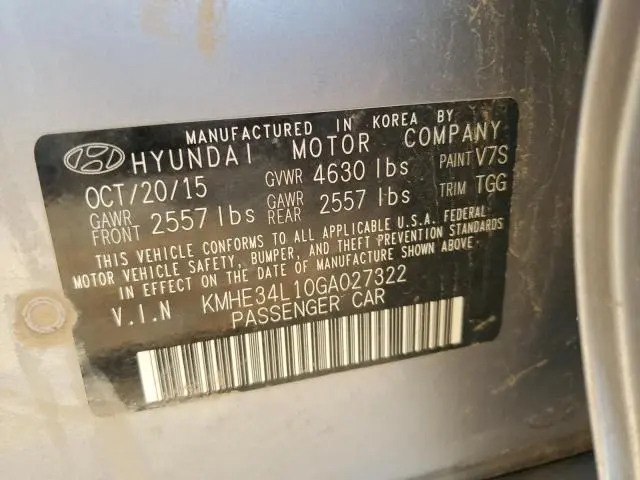 MANUFACTURED IN KOREA BY
HYUNDAI MOTOR COMPANY
OCT/20/15 GVWR 4630 lbs PAINT V7S
GAWR FRONT 2557 lbs GAWR REAR 2557 lbs TRIM TGG
THIS VEHICLE CONFORMS TO ALL APPLICABLE U.S.A. FEDERAL
MOTOR VEHICLE SAFETY, BUMPER, AND THEFT PREVENTION STANDARDS
IN EFFECT ON THE DATE OF MANUFACTURE SHOWN ABOVE.
V.I.N KMHE34L10GA027322
PASSENGER CAR